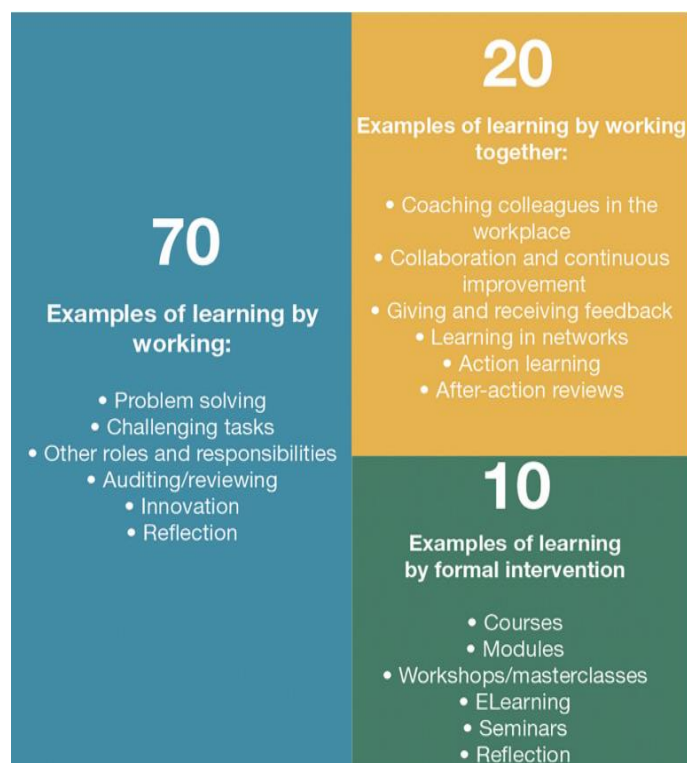 70
Examples of learning by
working:
• Problem solving
• Challenging tasks
• Other roles and responsibilities
• Auditing/reviewing
• Innovation
• Reflection
20
Examples of learning by working
together:
• Coaching colleagues in the
workplace
• Collaboration and continuous
improvement
• Giving and receiving feedback
• Learning in networks
• Action learning
• After-action reviews
10
Examples of learning
by formal intervention
• Courses
• Modules
• Workshops/masterclasses
• ELearning
• Seminars
• Reflection